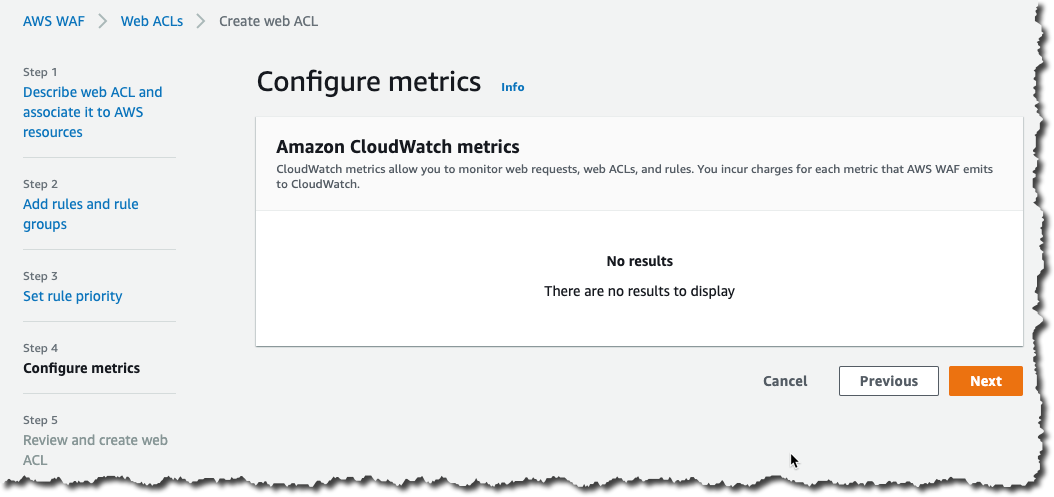 AWS WAF > Web ACLs > Create web ACL
Step 1
Describe web ACL and
associate it to AWS
resources
Step 2
Add rules and rule
groups
Step 3
Set rule priority
Step 4
Configure metrics
Step 5
Review and create web
ACL
Configure metrics Info
Amazon CloudWatch metrics
CloudWatch metrics allow you to monitor web requests, web ACLs, and rules. You incur charges for each metric that AWS WAF emits
to CloudWatch.
No results
There are no results to display
Cancel Previous Next